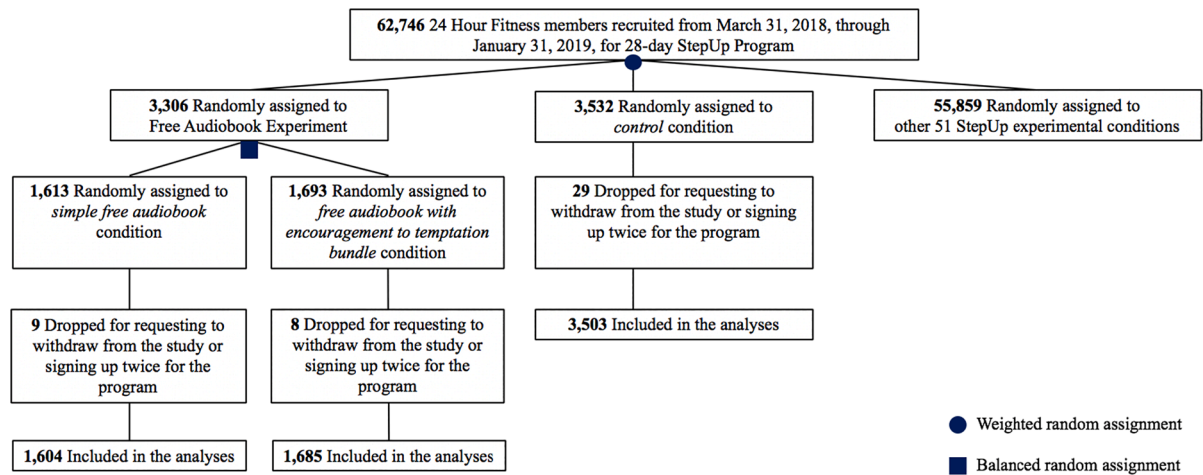 62,746 24 Hour Fitness members recruited from March 31, 2018, through
January 31, 2019, for 28-day StepUp Program
3,306 Randomly assigned to
Free Audiobook Experiment
3,532 Randomly assigned to
control condition
55,859 Randomly assigned to
other 51 StepUp experimental conditions
1,613 Randomly assigned to
simple free audiobook
condition
1,693 Randomly assigned to
free audiobook with
encouragement to temptation
bundle condition
29 Dropped for requesting to
withdraw from the study or signing
up twice for the program
9 Dropped for requesting to
withdraw from the study or
signing up twice for the
program
8 Dropped for requesting to
withdraw from the study or
signing up twice for the
program
3,503 Included in the analyses
1,604 Included in the analyses
1,685 Included in the analyses
Weighted random assignment
Balanced random assignment